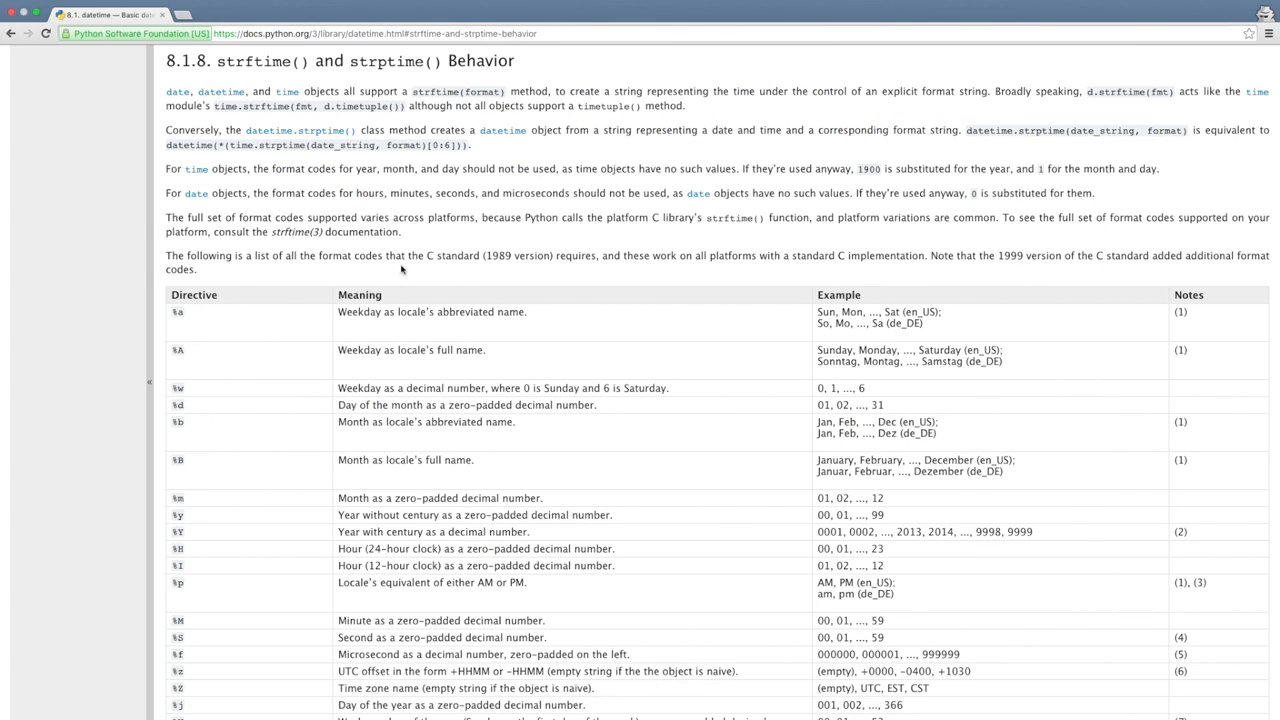 8.1. datetime — Basic date
Python Software Foundation [US]
https://docs.python.org/3/library/datetime.html#strftime-and-strptime-behavior
8.1.8. strftime() and strptime() Behavior
date, datetime, and time objects all support a strftime(format) method, to create a string representing the time under the control of an explicit format string. Broadly speaking, d.strftime(fmt) acts like the time
module's time.strftime(fmt, d.timetuple()) although not all objects support a timetuple() method.
Conversely, the datetime.strptime() class method creates a datetime object from a string representing a date and time and a corresponding format string. datetime.strptime(date_string, format) is equivalent to
datetime(*(time.strptime(date_string, format)[0:6])).
For time objects, the format codes for year, month, and day should not be used, as time objects have no such values. If they're used anyway, 1900 is substituted for the year, and 1 for the month and day.
For date objects, the format codes for hours, minutes, seconds, and microseconds should not be used, as date objects have no such values. If they're used anyway, 0 is substituted for them.
The full set of format codes supported varies across platforms, because Python calls the platform C library's strftime() function, and platform variations are common. To see the full set of format codes supported on your
platform, consult the strftime(3) documentation.
The following is a list of all the format codes that the C standard (1989 version) requires, and these work on all platforms with a standard C implementation. Note that the 1999 version of the C standard added additional format
codes.
Directive Meaning Example Notes
%a Weekday as locale's abbreviated name. Sun, Mon, ..., Sat (en_US); (1)
So, Mo, ..., Sa (de_DE)
%A Weekday as locale's full name. Sunday, Monday, ..., Saturday (en_US); (1)
Sonntag, Montag, ..., Samstag (de_DE)
%w Weekday as a decimal number, where 0 is Sunday and 6 is Saturday. 0, 1, ..., 6
%d Day of the month as a zero-padded decimal number. 01, 02, ..., 31
%b Month as locale's abbreviated name. Jan, Feb, ..., Dec (en_US); (1)
Jan, Feb, ..., Dez (de_DE)
%B Month as locale's full name. January, February, ..., December (en_US); (1)
Januar, Februar, ..., Dezember (de_DE)
%m Month as a zero-padded decimal number. 01, 02, ..., 12
%y Year without century as a zero-padded decimal number. 00, 01, ..., 99
%Y Year with century as a decimal number. 0001, 0002, ..., 2013, 2014, ..., 9998, 9999 (2)
%H Hour (24-hour clock) as a zero-padded decimal number. 00, 01, ..., 23
%I Hour (12-hour clock) as a zero-padded decimal number. 01, 02, ..., 12
%p Locale's equivalent of either AM or PM. AM, PM (en_US); (1), (3)
am, pm (de_DE)
%M Minute as a zero-padded decimal number. 00, 01, ..., 59
%S Second as a zero-padded decimal number. 00, 01, ..., 59 (4)
%f Microsecond as a decimal number, zero-padded on the left. 000000, 000001, ..., 999999 (5)
%z UTC offset in the form +HHMM or -HHMM (empty string if the the object is naive). (empty), +0000, -0400, +1030 (6)
%Z Time zone name (empty string if the object is naive). (empty), UTC, EST, CST
%j Day of the year as a zero-padded decimal number. 001, 002, ..., 366